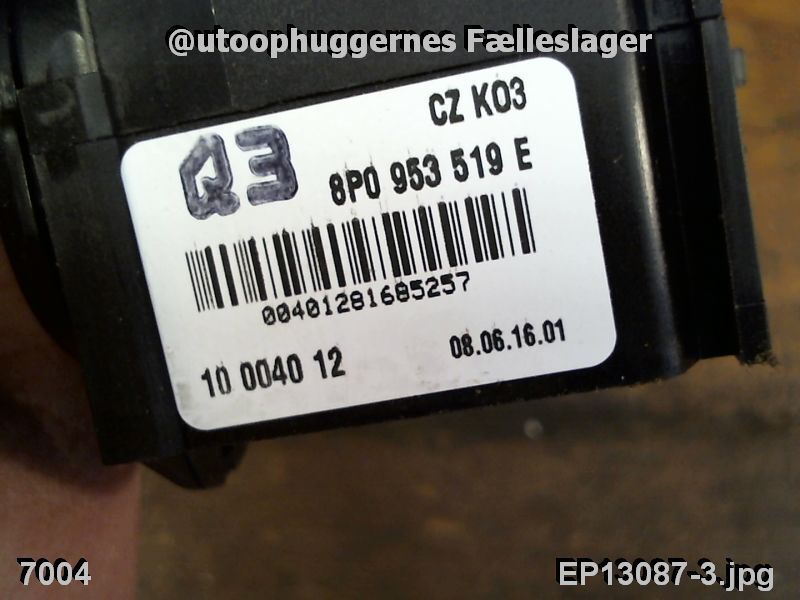 @utoophuggernes Fælleslager
CZ K03
Q3
8P0 953 519 E
00401281685257
10 0040 12
08.06.16.01
7004
EP13087-3.jpg